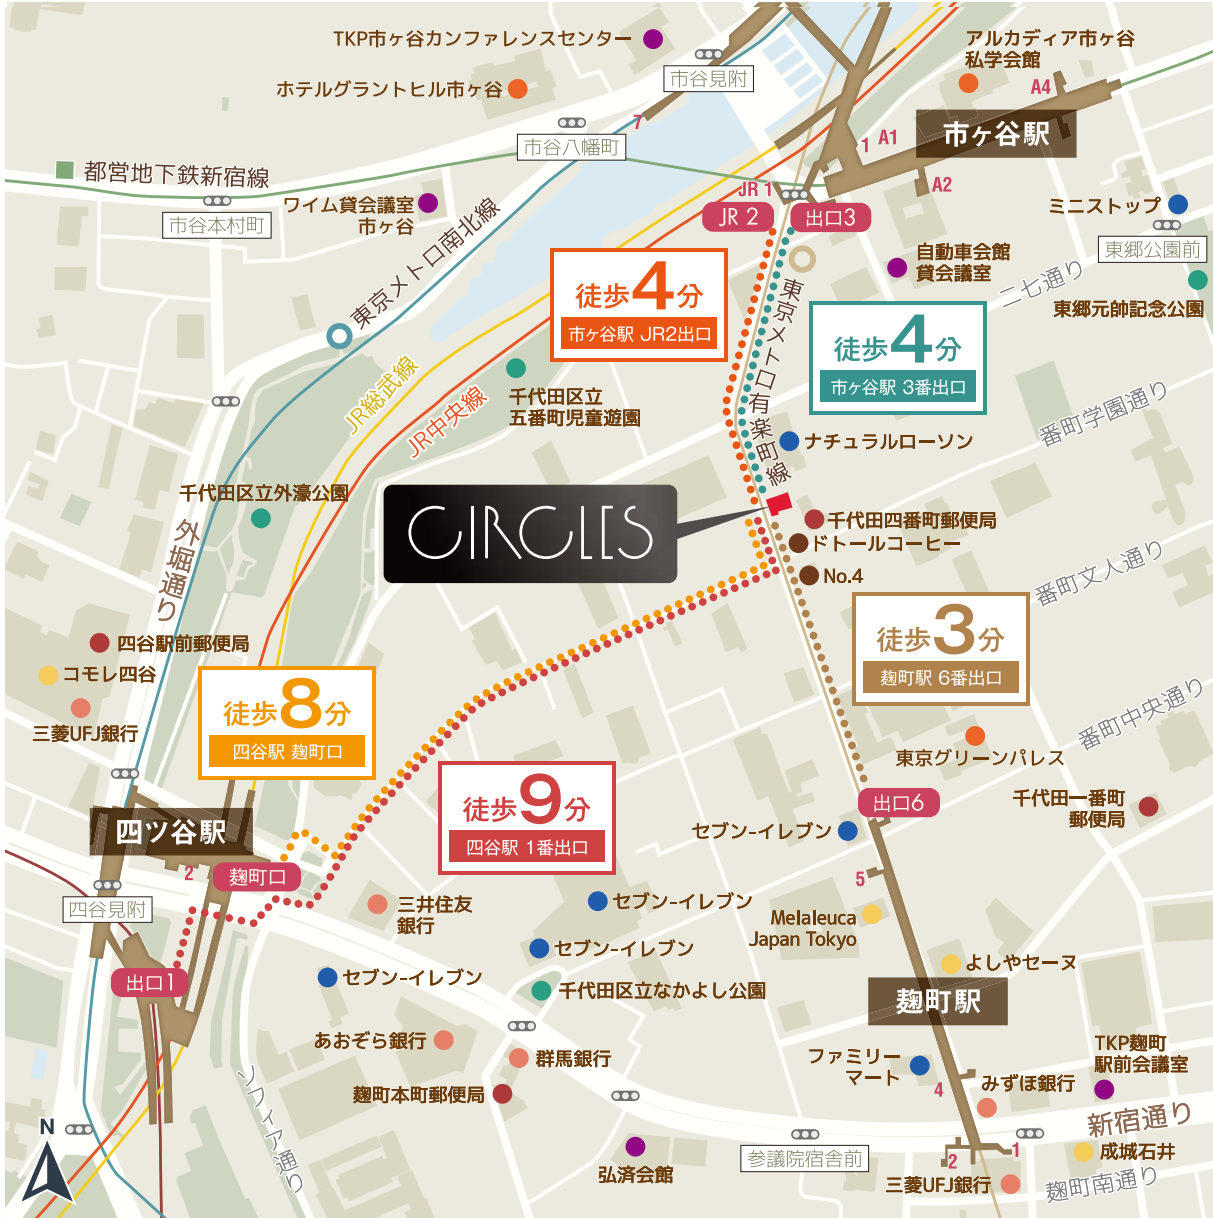 TKP市ヶ谷カンファレンスセンター
アルカディア市ヶ谷
私学会館
市谷見附
ホテルグラントヒル市ヶ谷
A4
7
市谷八幡町
市ヶ谷駅
1
A1
都営地下鉄新宿線
A2
JR 1
ワイム貸会議室
市ヶ谷
市谷本村町
JR 2
出口3
ミニストップ
東郷公園前
自動車会館
貸会議室
二七通り
東郷元帥記念公園
東京メトロ南北線
徒歩4分
市ヶ谷駅 JR2出口
東京メトロ有楽町線
徒歩4分
市ヶ谷駅 3番出口
JR総武線
JR中央線
千代田区立
五番町児童遊園
番町学園通り
ナチュラルローソン
千代田区立外濠公園
外堀通り
CIRCLES
千代田四番町郵便局
ドトールコーヒー
No.4
番町文人通り
四谷駅前郵便局
コモレ四谷
三菱UFJ銀行
徒歩3分
麹町駅 6番出口
徒歩8分
四谷駅 麹町口
番町中央通り
東京グリーンパレス
徒歩9分
四谷駅 1番出口
出口6
千代田一番町
郵便局
四ツ谷駅
セブン-イレブン
2
麹町口
5
四谷見附
三井住友
銀行
セブン-イレブン
Melaleuca
Japan Tokyo
セブン-イレブン
出口1
セブン-イレブン
よしやセーヌ
千代田区立なかよし公園
麹町駅
あおぞら銀行
群馬銀行
TKP麹町
駅前会議室
ファミリー
マート
みずほ銀行
4
麹町本町郵便局
ソフィア通り
N
新宿通り
弘済会館
参議院宿舎前
2
1
成城石井
三菱UFJ銀行
麹町南通り